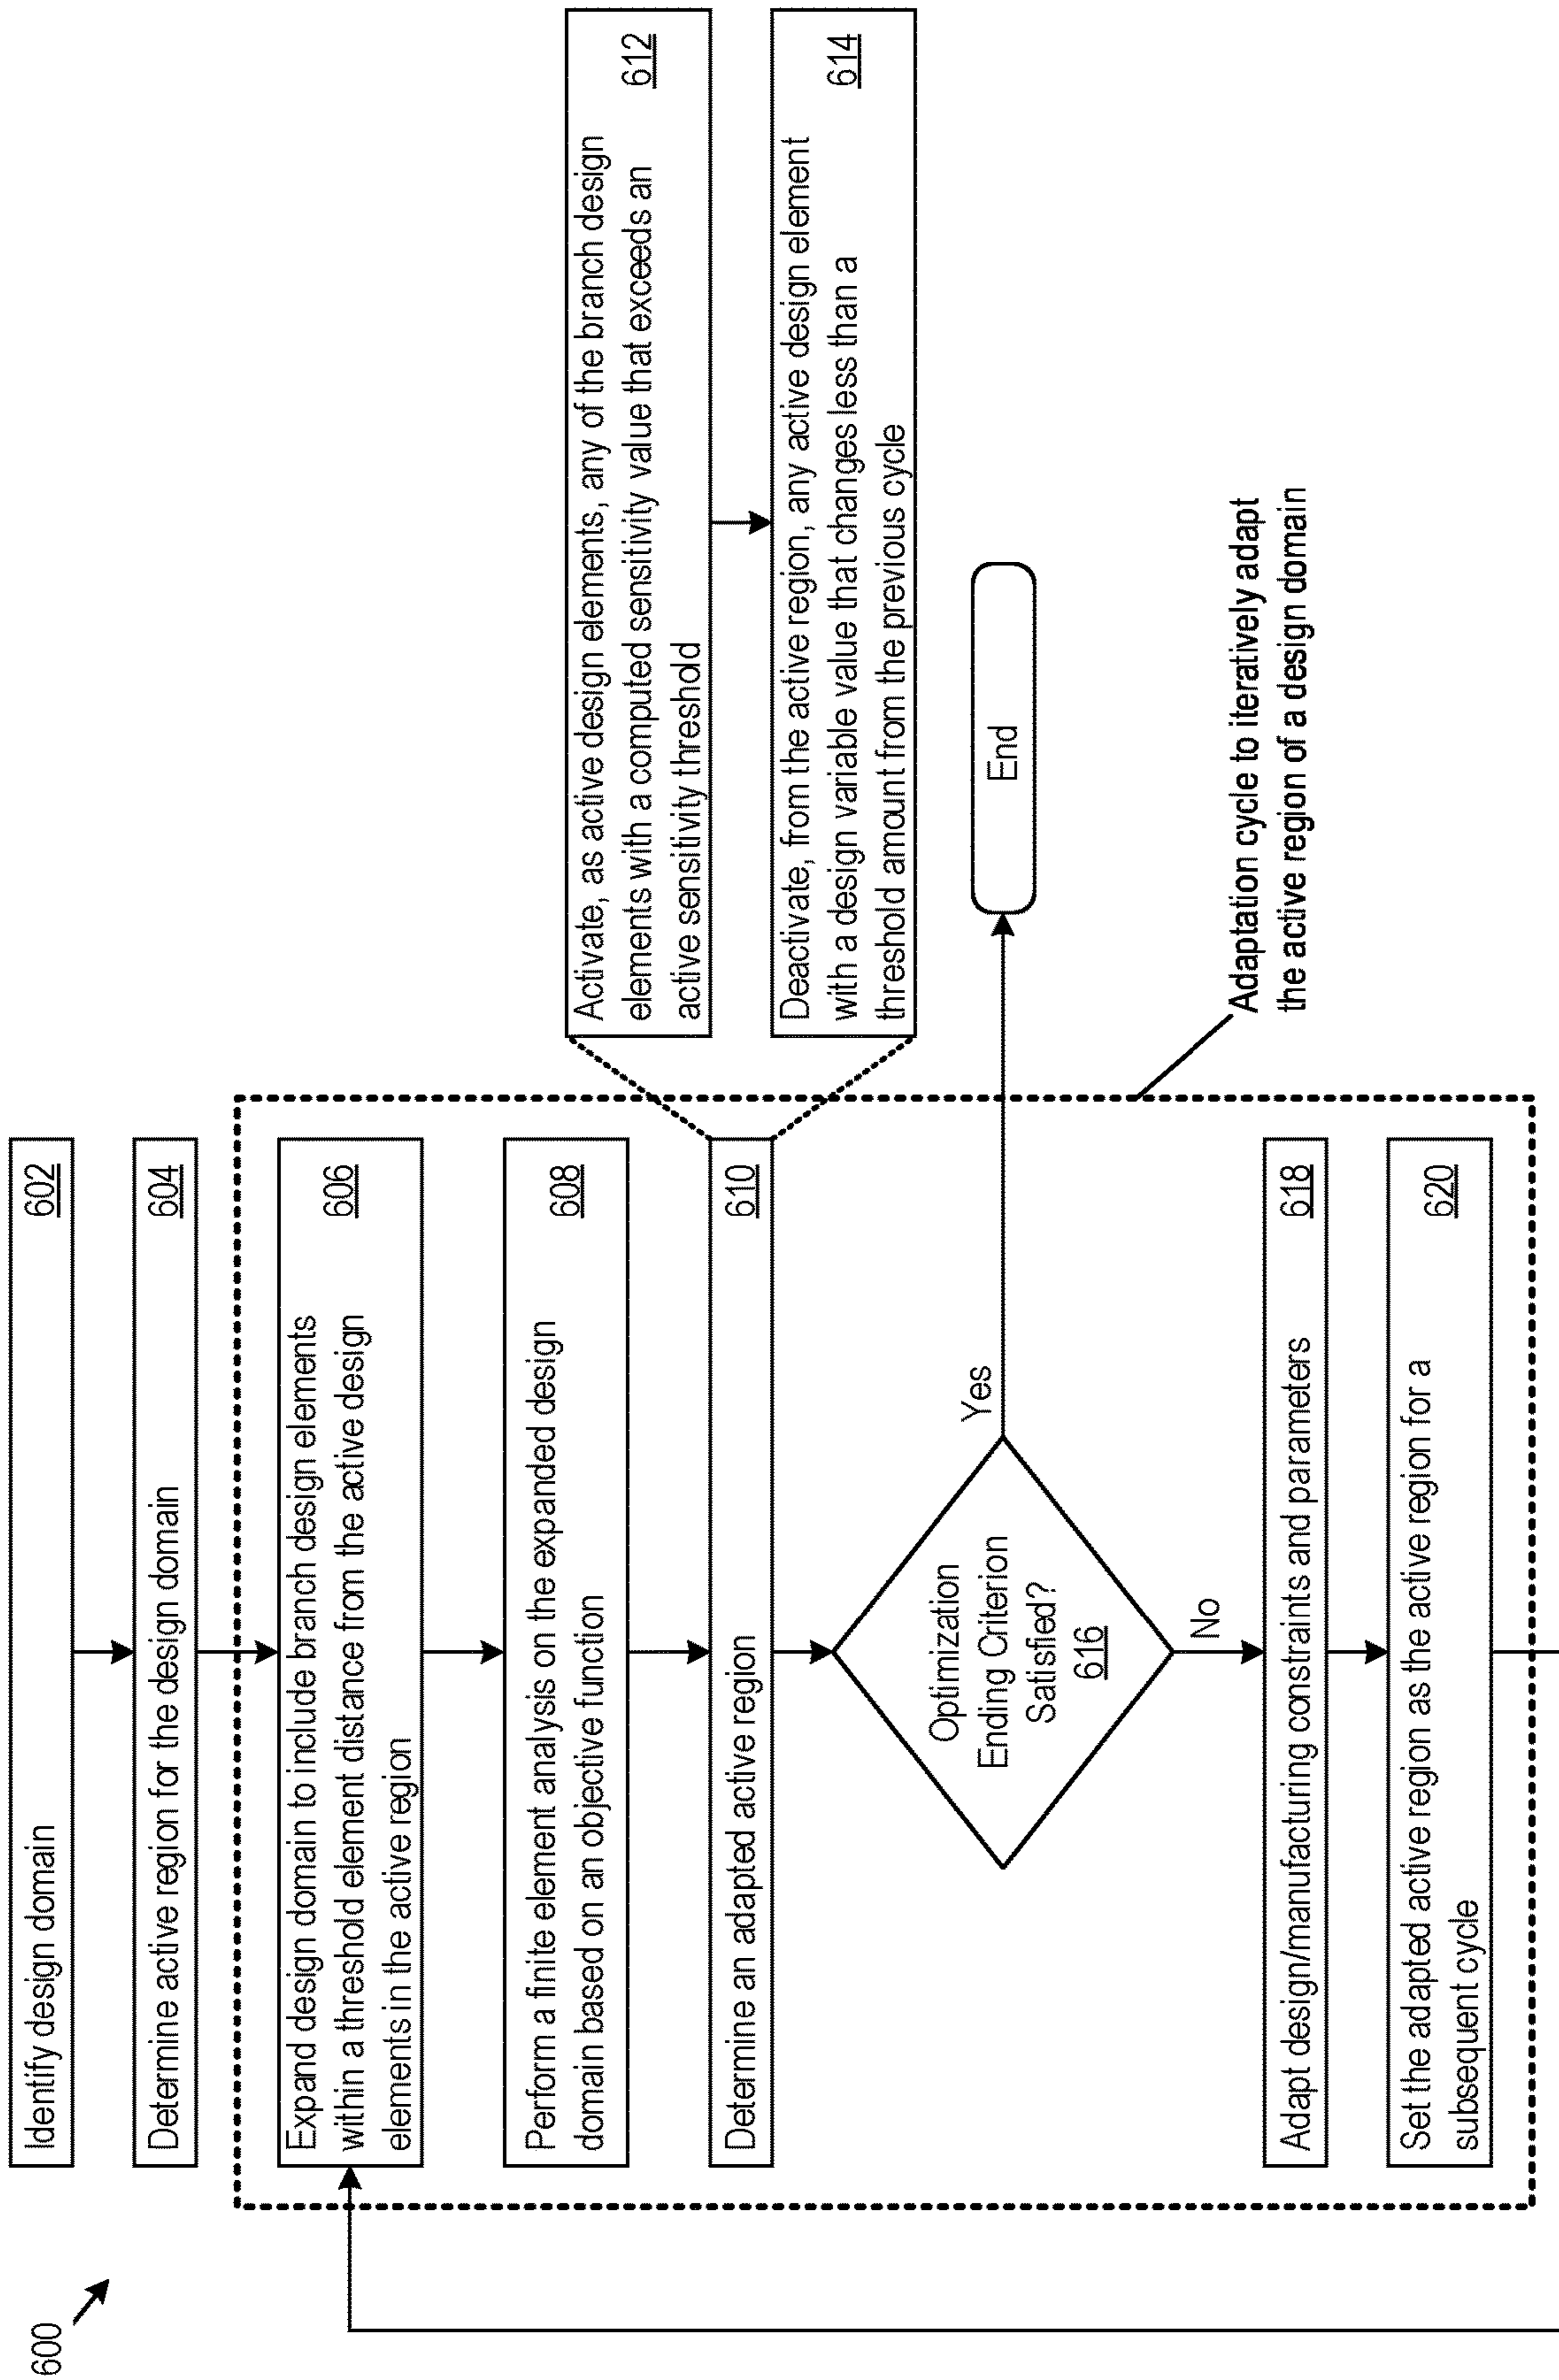 600
Identify design domain 602
Determine active region for the design domain 604
Expand design domain to include branch design elements 606
within a threshold element distance from the active design
elements in the active region
Perform a finite element analysis on the expanded design 608
domain based on an objective function
Determine an adapted active region 610
Activate, as active design elements, any of the branch design 612
elements with a computed sensitivity value that exceeds an
active sensitivity threshold
Deactivate, from the active region, any active design element 614
with a design variable value that changes less than a
threshold amount from the previous cycle
Optimization
Ending Criterion
Satisfied?
616
Yes
End
No
Adapt design/manufacturing constraints and parameters 618
Set the adapted active region as the active region for a 620
subsequent cycle
Adaptation cycle to iteratively adapt
the active region of a design domain